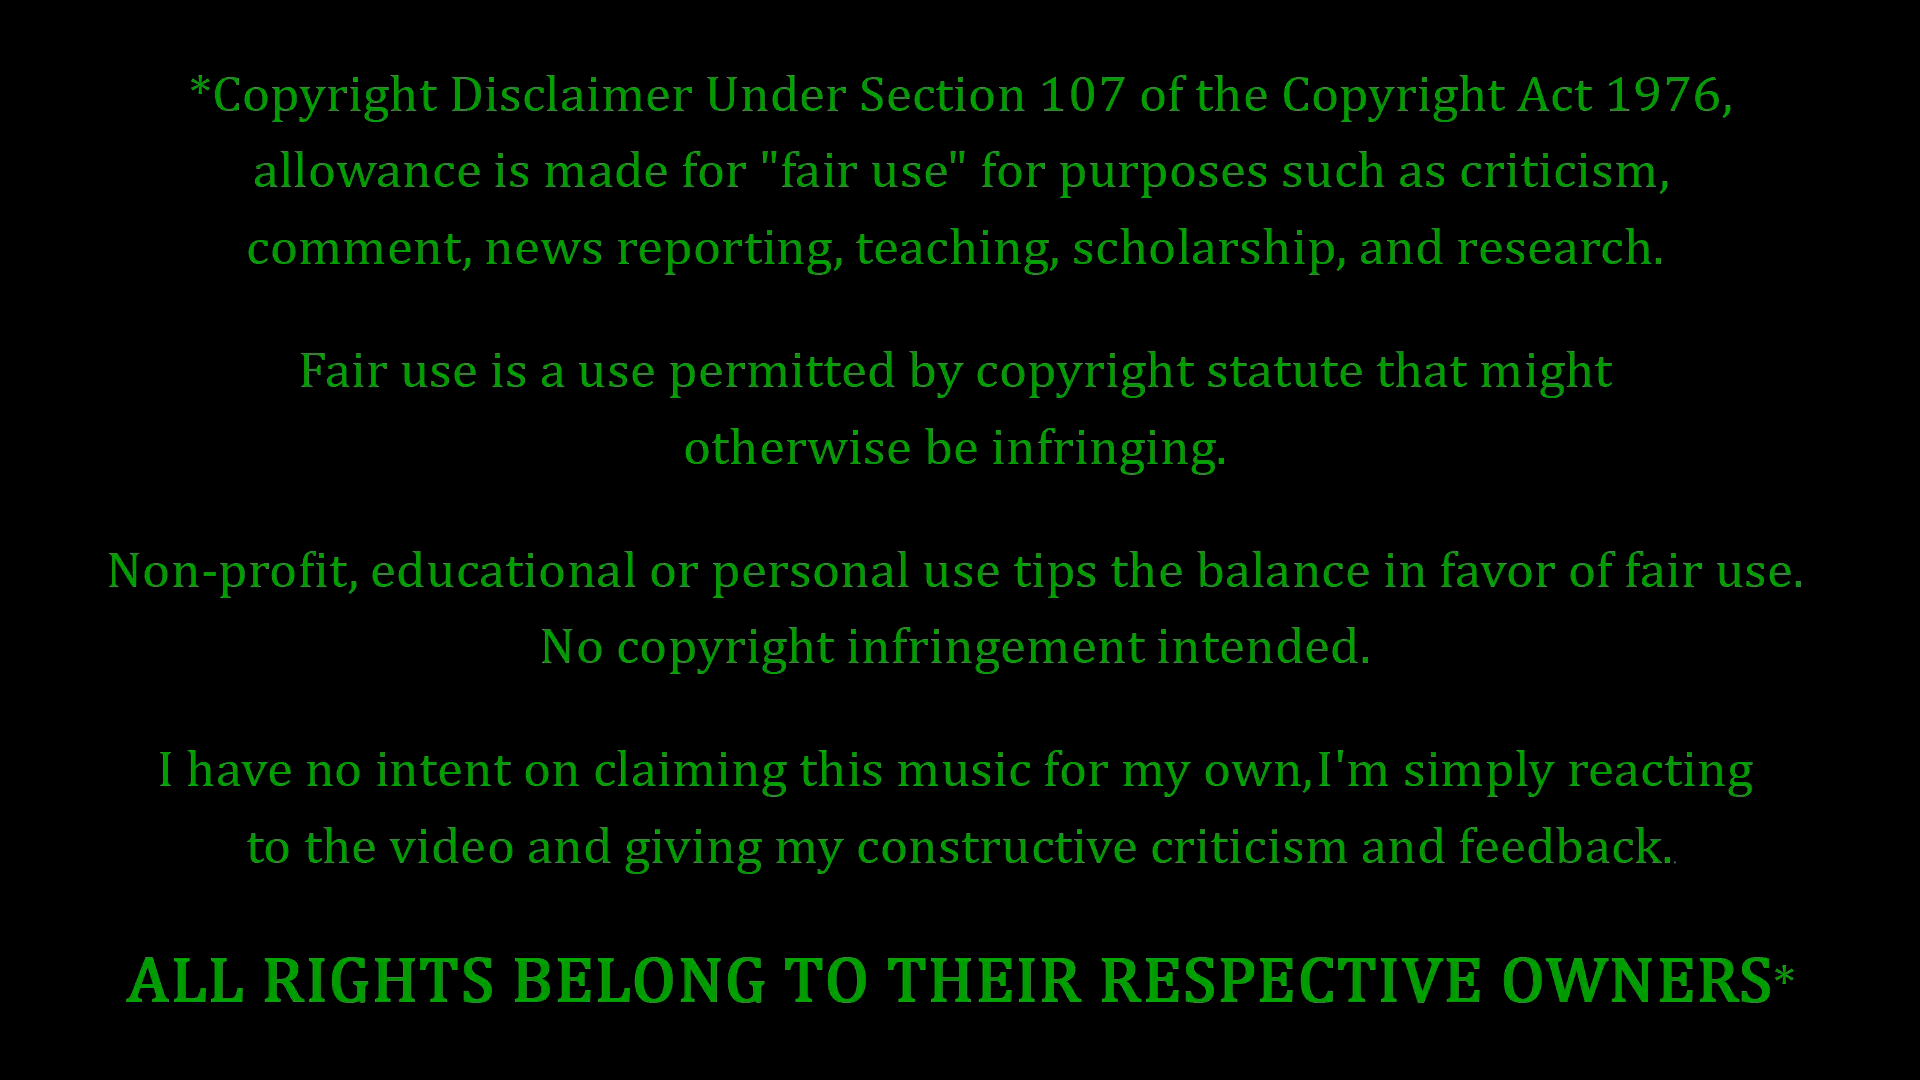 *Copyright Disclaimer Under Section 107 of the Copyright Act 1976,
allowance is made for "fair use" for purposes such as criticism,
comment, news reporting, teaching, scholarship, and research.
Fair use is a use permitted by copyright statute that might
otherwise be infringing.
Non-profit, educational or personal use tips the balance in favor of fair use.
No copyright infringement intended.
I have no intent on claiming this music for my own,I'm simply reacting
to the video and giving my constructive criticism and feedback..
ALL RIGHTS BELONG TO THEIR RESPECTIVE OWNERS*